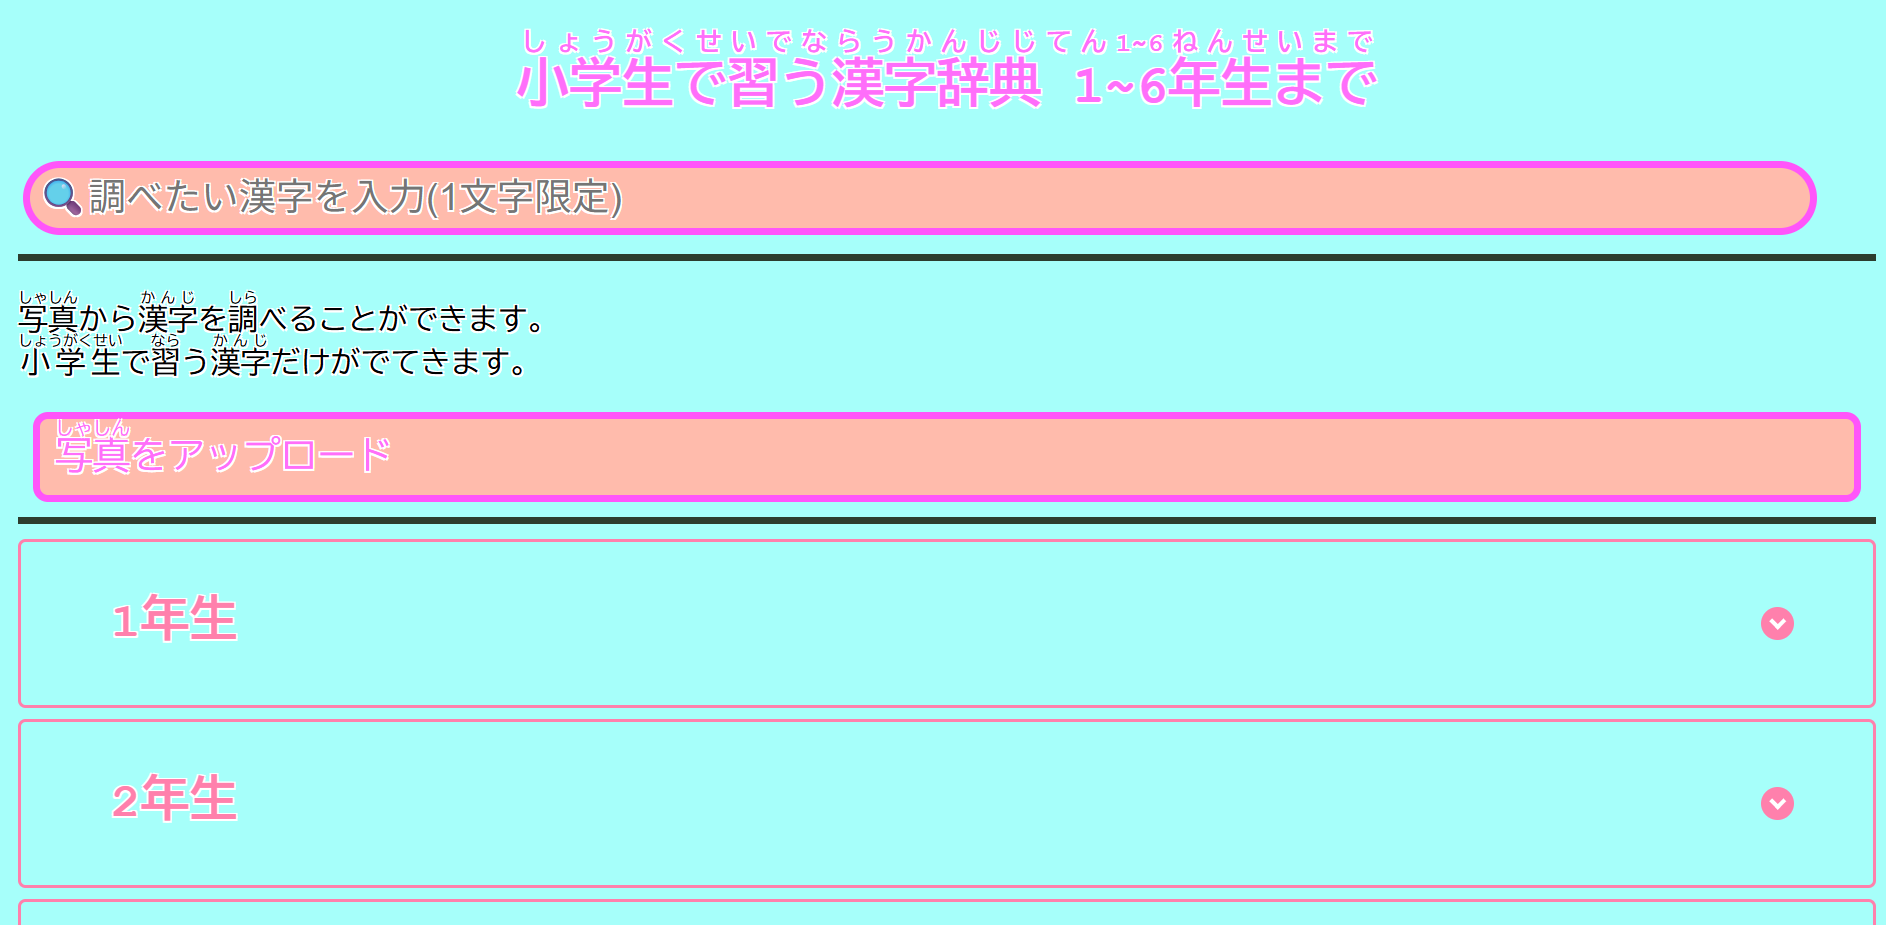 しょうがくせいでならうかんじじてん1~6ねんせいまで
小学生で習う漢字辞典 1~6年生まで
🔍調べたい漢字を入力(1文字限定)
しゃしん かんじ しら
写真から漢字を調べることができます。
しょうがくせい なら かんじ
小学生で習う漢字だけがでてきます。
しゃしん
写真をアップロード
1年生
2年生